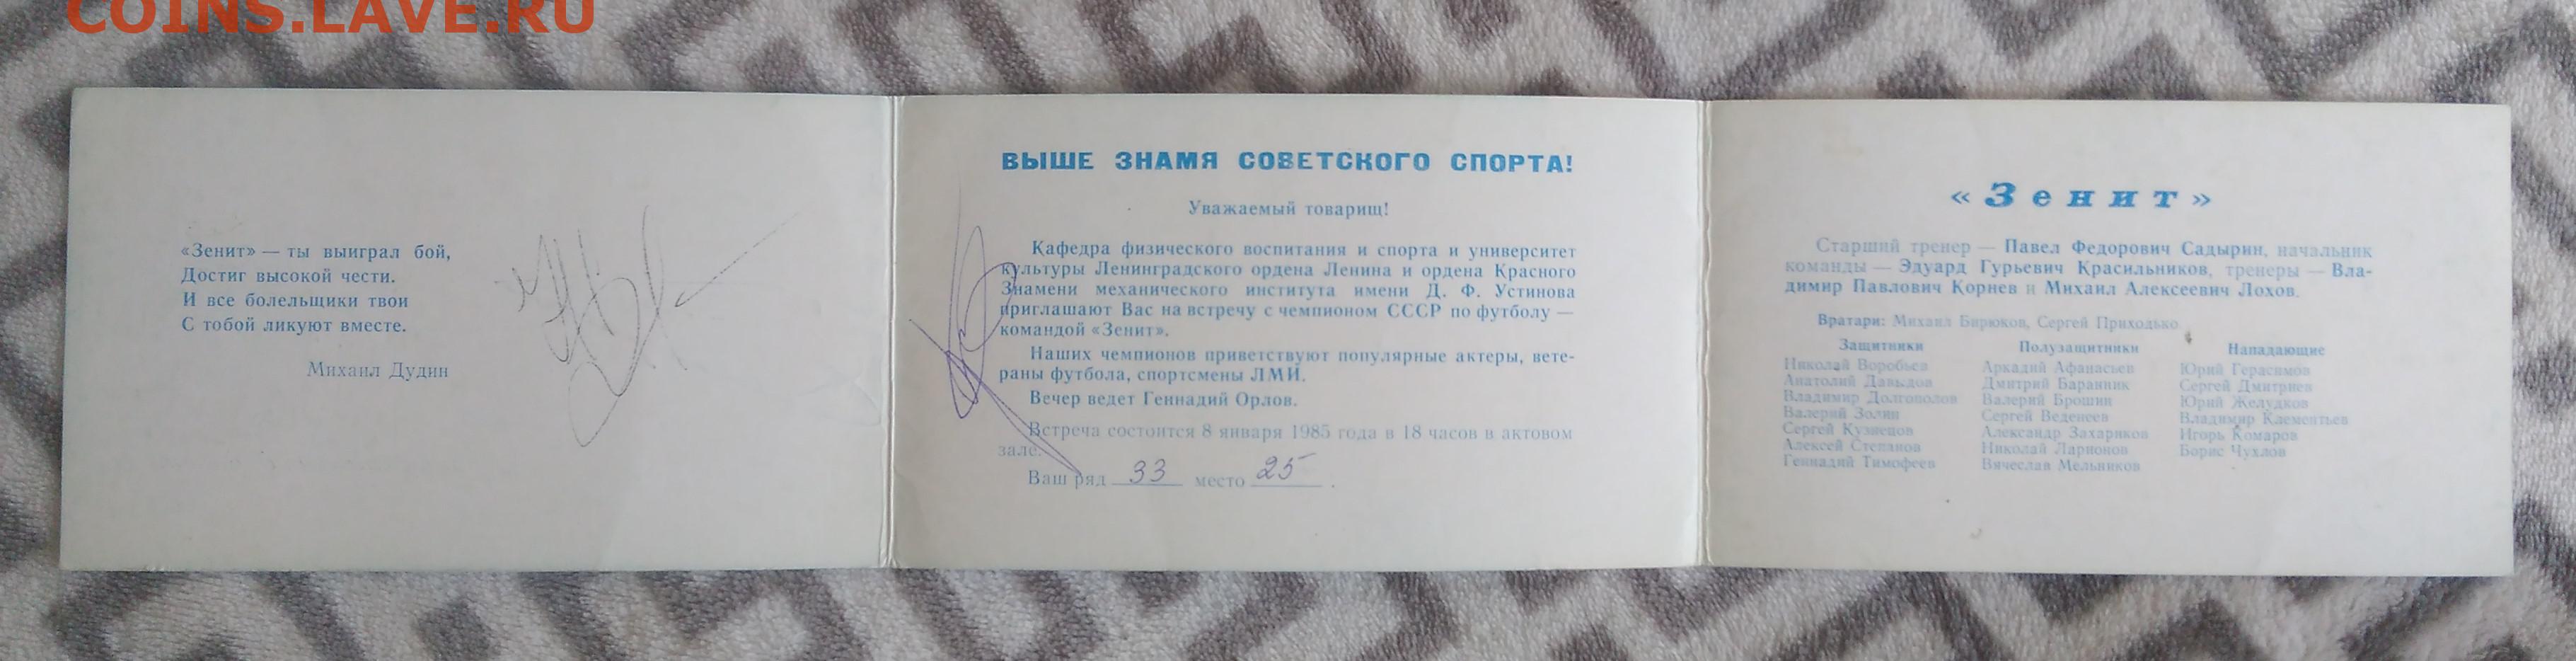 COINS.LAVE.RU
«Зенит» — ты выиграл бой,
Достиг высокой чести.
И все болельщики твои
С тобой ликуют вместе.
Михаил Дудин
ВЫШЕ ЗНАМЯ СОВЕТСКОГО СПОРТА!
Уважаемый товарищ!
Кафедра физического воспитания и спорта и университет
культуры Ленинградского ордена Ленина и ордена Красного
Знамени механического института имени Д. Ф. Устинова
приглашают Вас на встречу с чемпионом СССР по футболу —
командой «Зенит».
Наших чемпионов приветствуют популярные актеры, вете-
раны футбола, спортсмены ЛМИ.
Вечер ведет Геннадий Орлов.
Встреча состоится 8 января 1985 года в 18 часов в актовом
зале.
Ваш ряд 33 место 25.
«Зенит»
Старший тренер — Павел Федорович Садырин, начальник
команды — Эдуард Гурьевич Красильников, тренеры — Вла-
димир Павлович Корнев и Михаил Алексеевич Лохов.
Вратари: Михаил Бирюков, Сергей Приходько
Защитники
Николай Воробьев
Анатолий Давыдов
Владимир Долгополов
Валерий Золин
Сергей Кузнецов
Алексей Степанов
Геннадий Тимофеев
Полузащитники
Аркадий Афанасьев
Дмитрий Баранник
Валерий Брошин
Сергей Веденеев
Александр Захариков
Николай Ларионов
Вячеслав Мельников
Нападающие
Юрий Герасимов
Сергей Дмитриев
Юрий Желудков
Владимир Клементьев
Игорь Комаров
Борис Чухлов